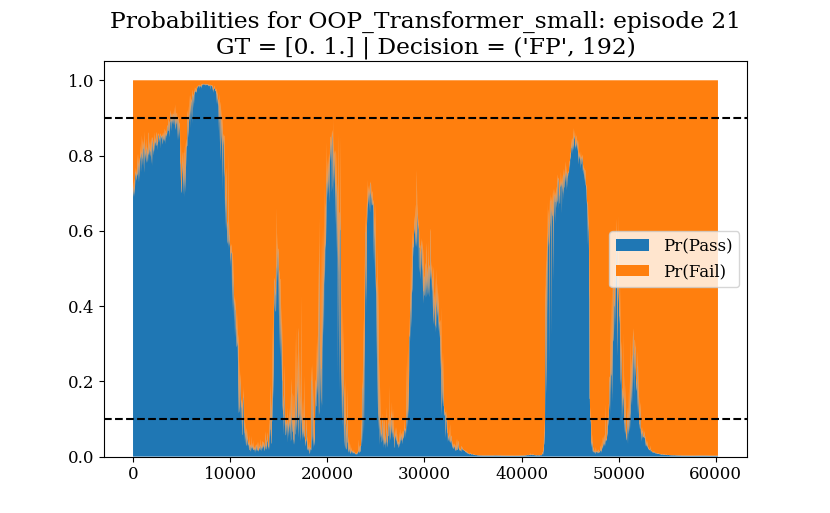 Probabilities for OOP_Transformer_small: episode 21
GT = [0. 1.] | Decision = ('FP', 192)
1.0
0.8
0.6
0.4
0.2
0.0
Pr(Pass)
Pr(Fail)
0 10000 20000 30000 40000 50000 60000